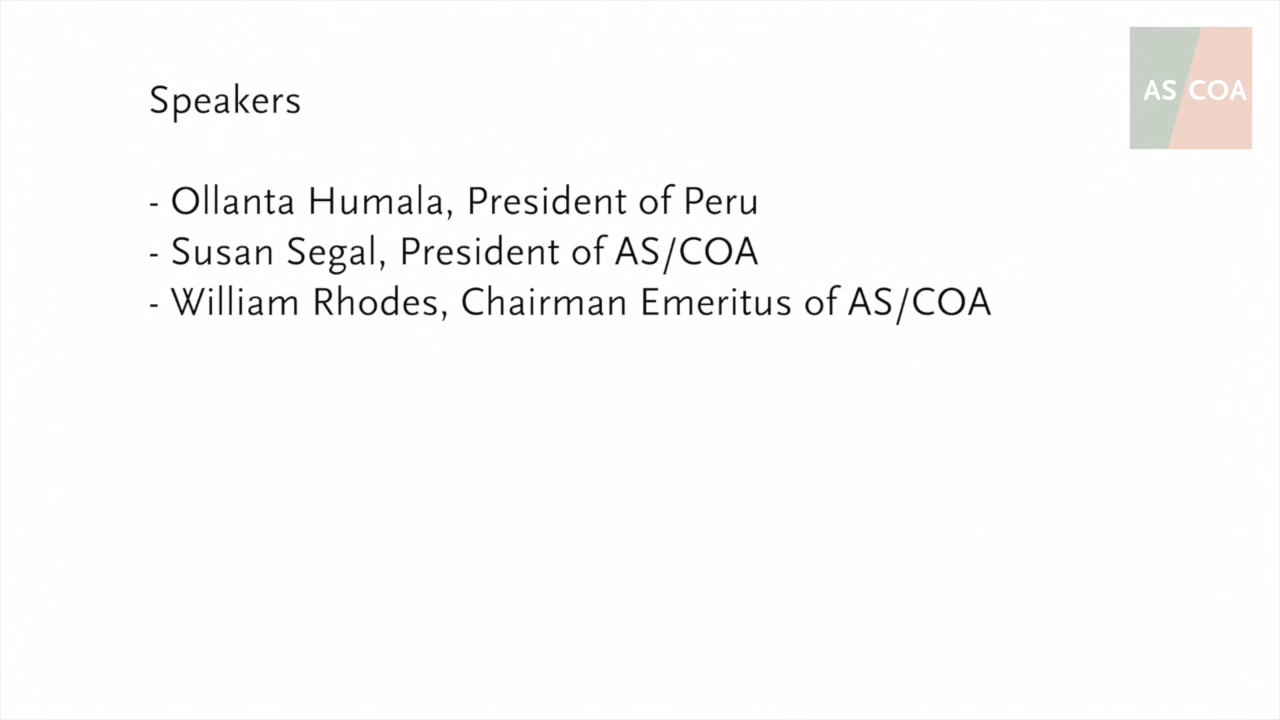 Speakers
- Ollanta Humala, President of Peru
- Susan Segal, President of AS/COA
- William Rhodes, Chairman Emeritus of AS/COA
AS COA